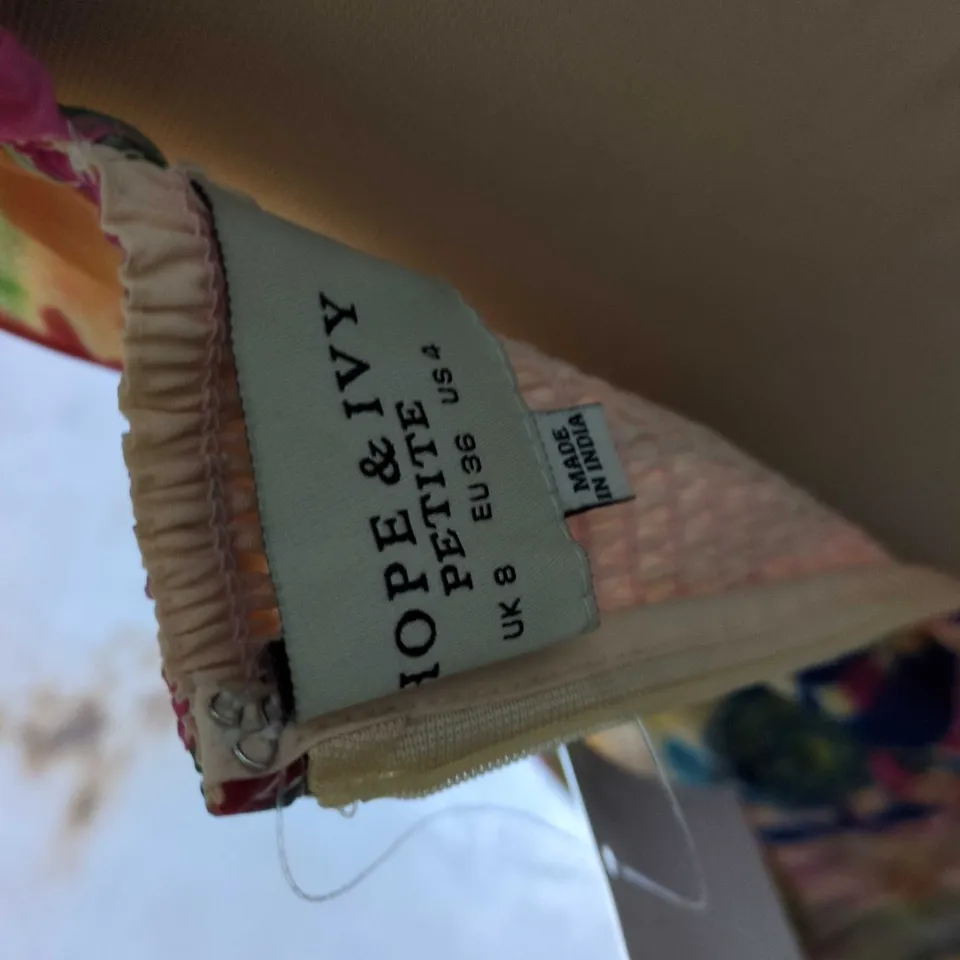 HOPE & IVY
PETITE
UK 8 EU 36 US 4
MADE
IN INDIA